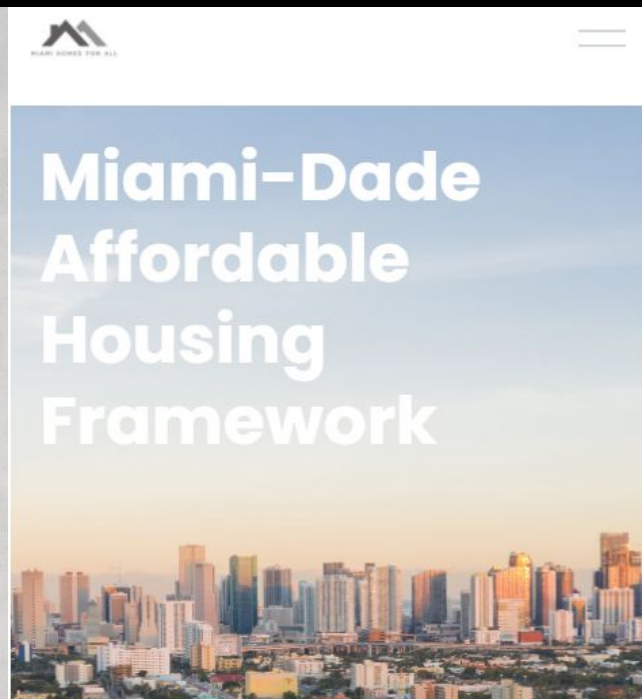 MIAMI HOMES FOR ALL
Miami-Dade
Affordable
Housing
Framework